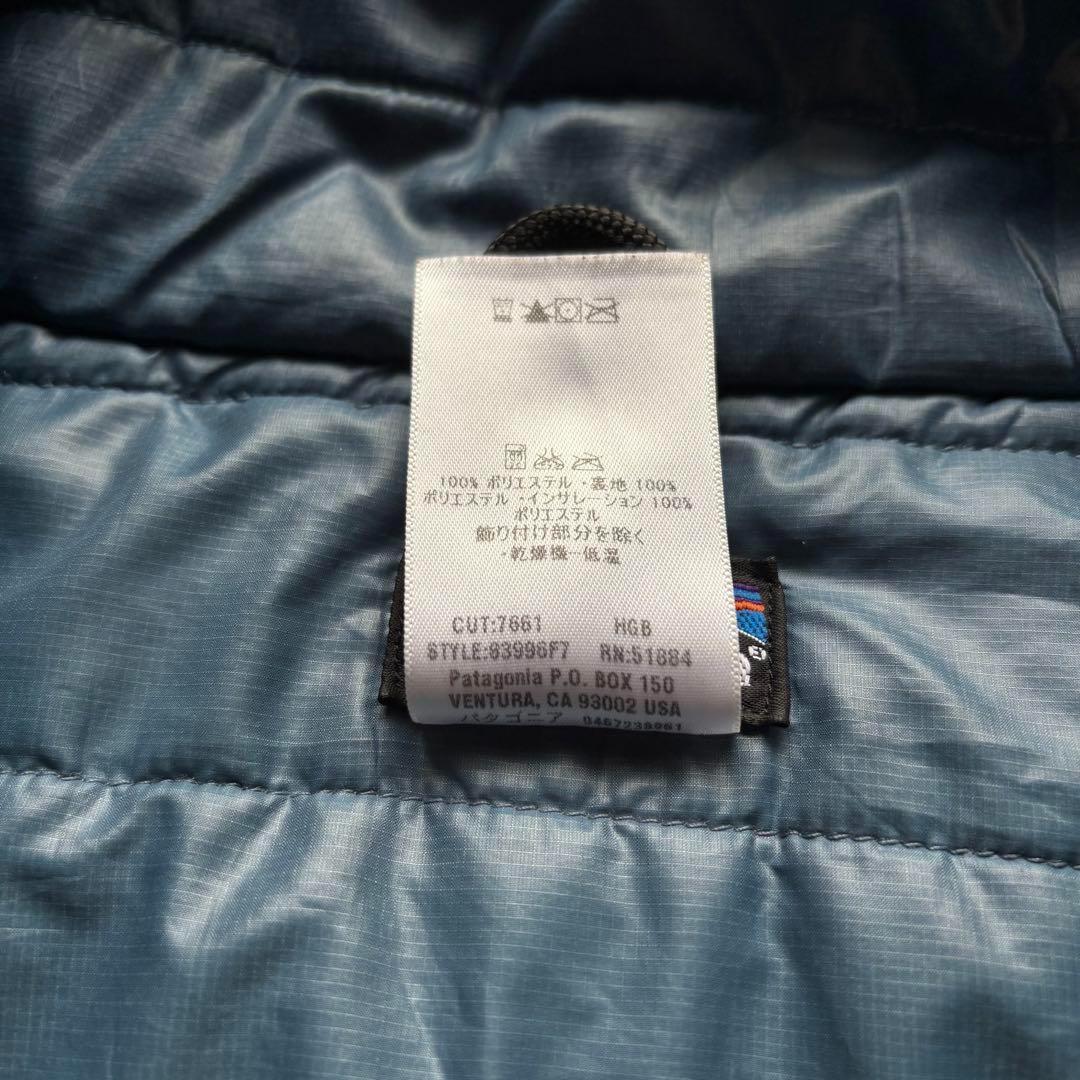 100% ポリエステル・裏地 100%
ポリエステル・インサレーション 100%
ポリエステル
飾り付け部分を除く
・乾燥機－低温
CUT:7661 HGB
STYLE:83996F7 RN:51884
Patagonia P.O. BOX 150
VENTURA, CA 93002 USA
パタゴニア